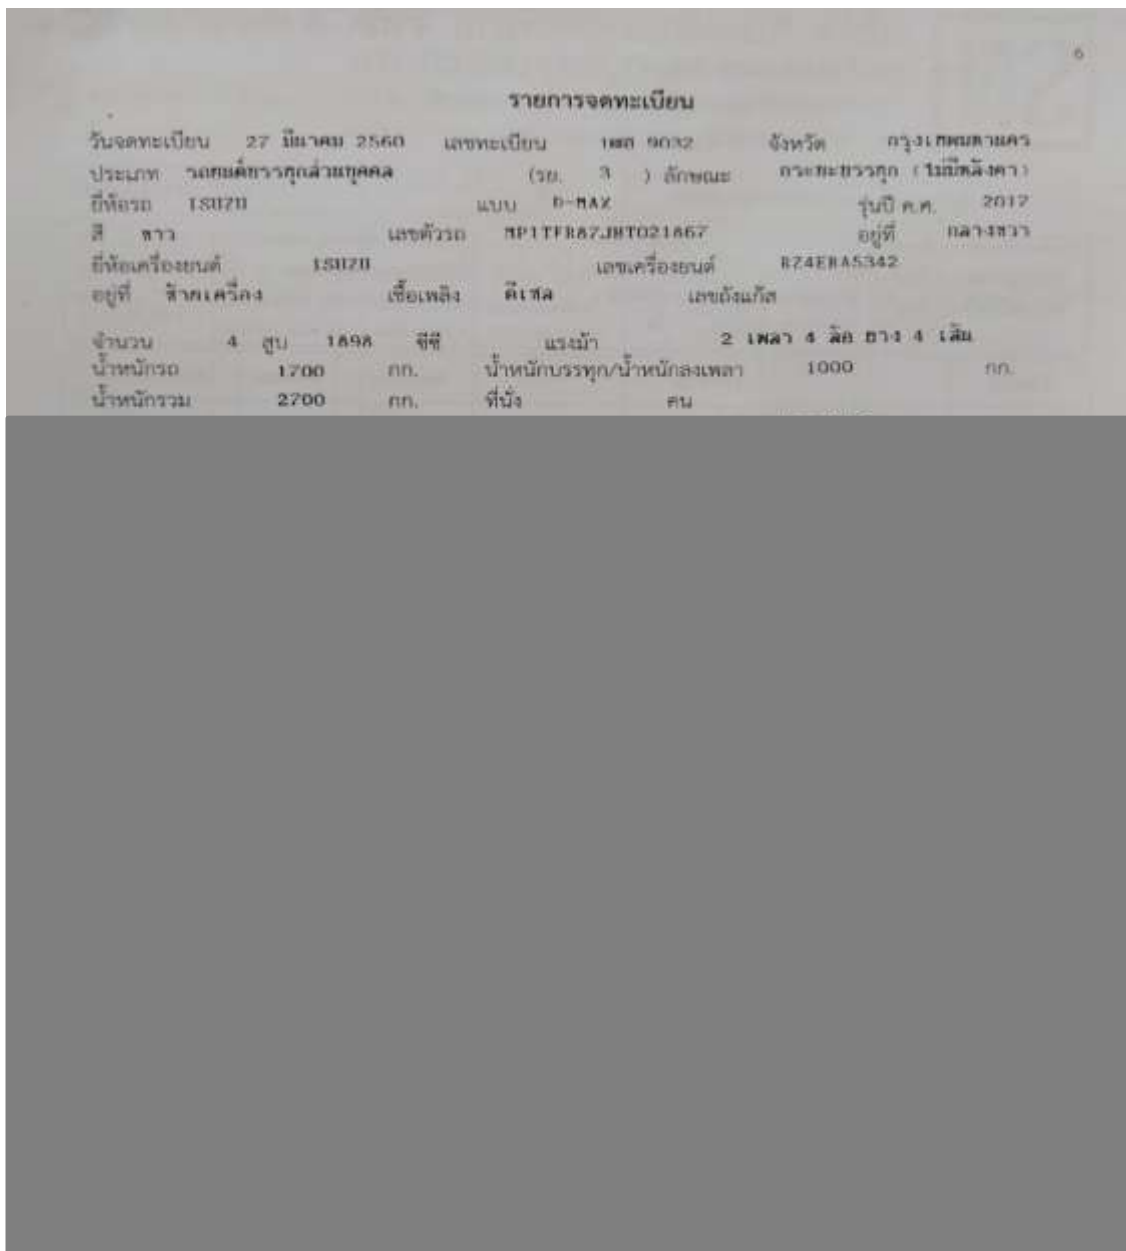 6
รายการจดทะเบียน
วันจดทะเบียน 27 มีนาคม 2560 เลขทะเบียน 9032 จังหวัด กรุงเทพมหานคร
ประเภท รถยนต์บรรทุกส่วนบุคคล (รย. 3 ) ลักษณะ กระบะบรรทุก (ไม่มีหลังคา)
ยี่ห้อรถ ISUZU แบบ D-MAX รุ่นปี ค.ศ. 2017
สี ขาว เลขตัวรถ MP1TFR87JHT021867 อยู่ที่ กลางขวา
ยี่ห้อเครื่องยนต์ ISUZU เลขเครื่องยนต์ RZ4ERA5342
อยู่ที่ ซ้ายเครื่อง เชื้อเพลิง ดีเซล เลขถังแก๊ส
จำนวน 4 สูบ 1898 ซีซี แรงม้า 2 เพลา 4 ล้อ ยาง 4 เส้น
น้ำหนักรถ 1700 กก. น้ำหนักบรรทุก/น้ำหนักลงเพลา 1000 กก.
น้ำหนักรวม 2700 กก. ที่นั่ง คน